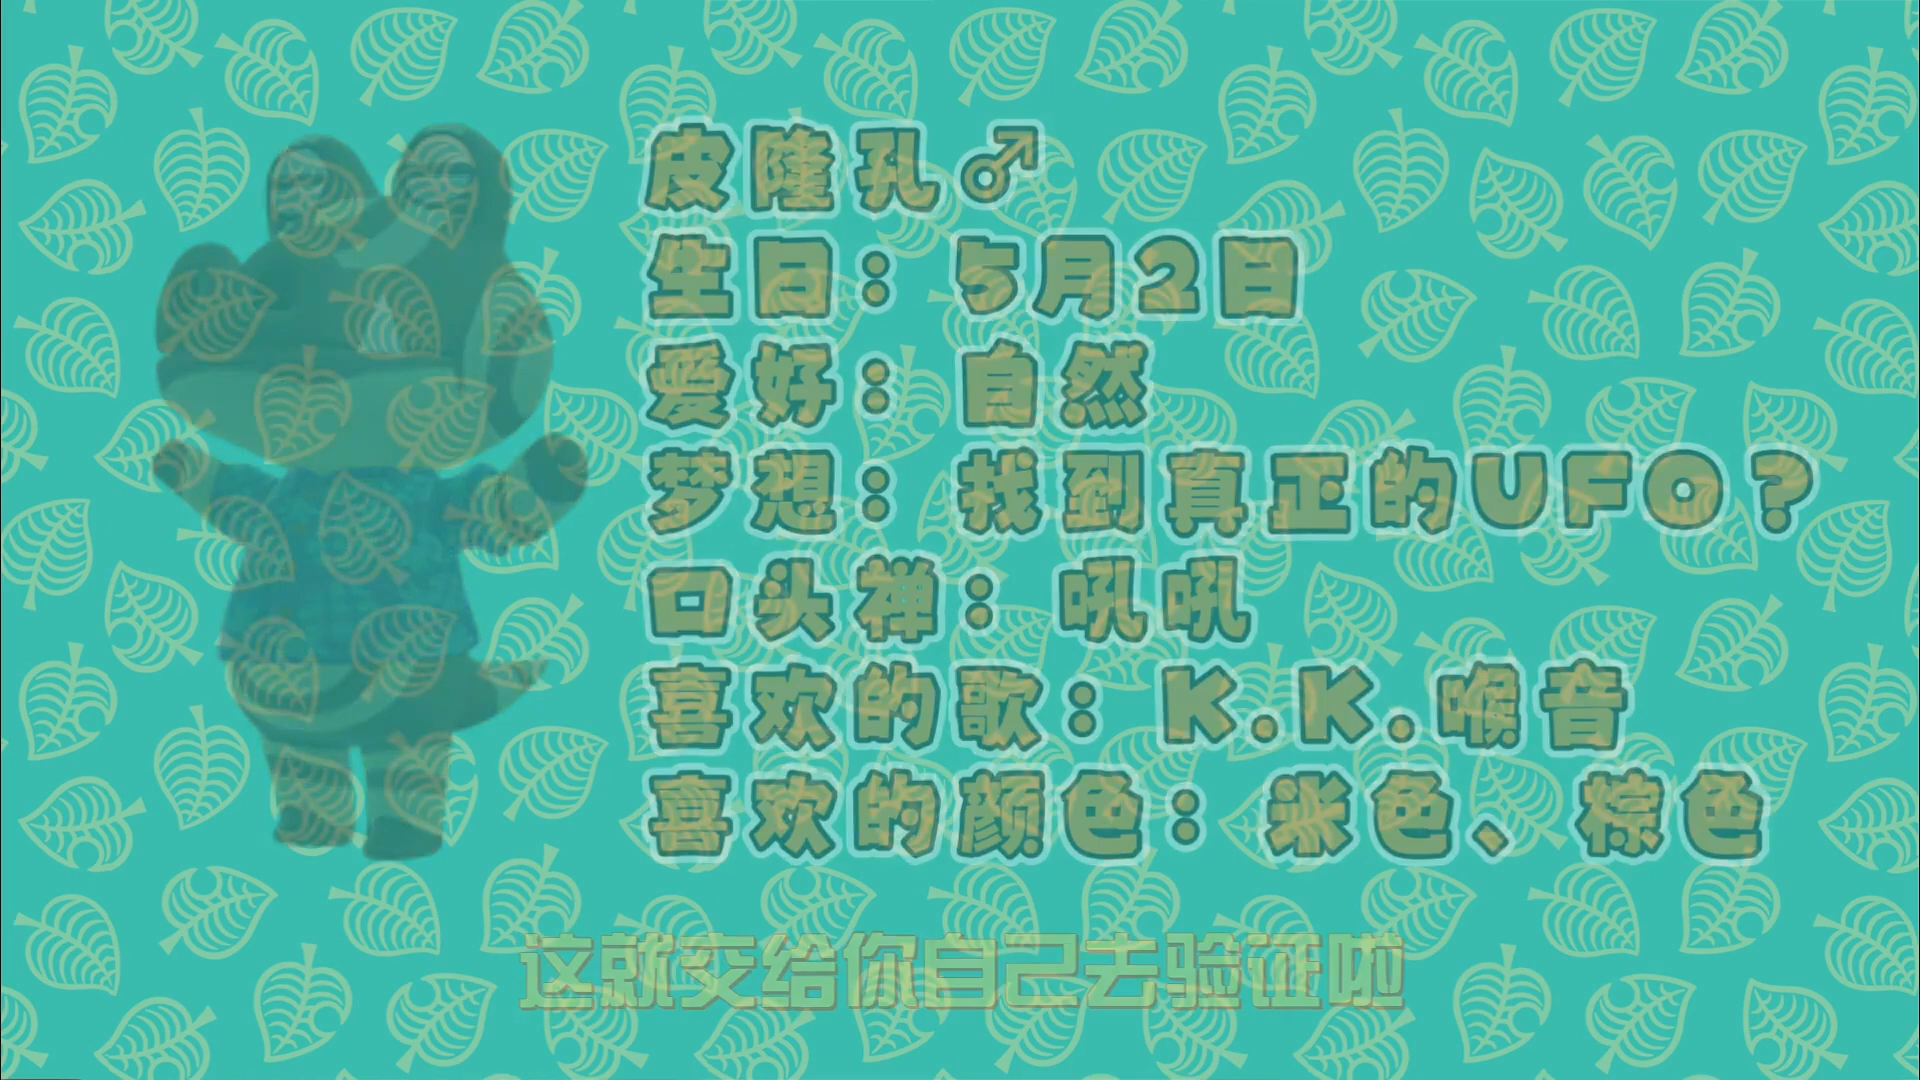 皮隆孔♂
生日：5月2日
爱好：自然
梦想：找到真正的UFO？
口头禅：吼吼
喜欢的歌：K.K.喉音
喜欢的颜色：米色、棕色
这就交给你自己去验证啦